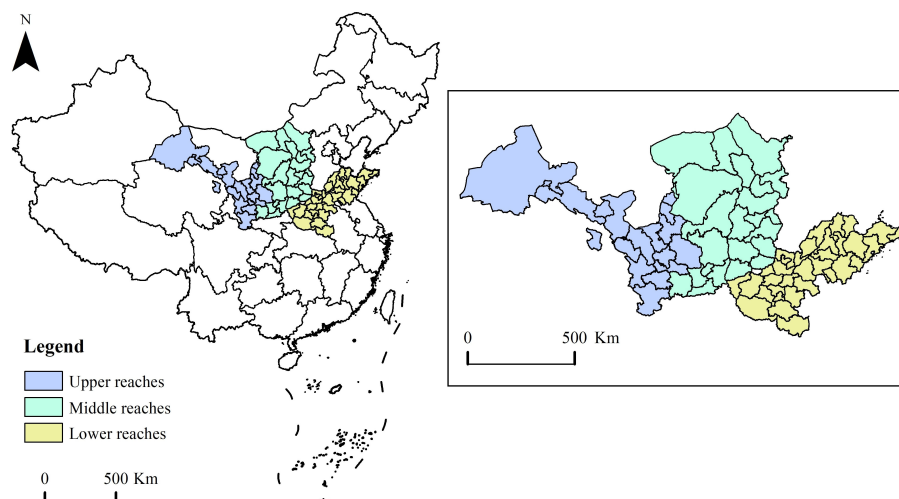 N
Legend
Upper reaches
Middle reaches
Lower reaches
0 500 Km
0 500 Km